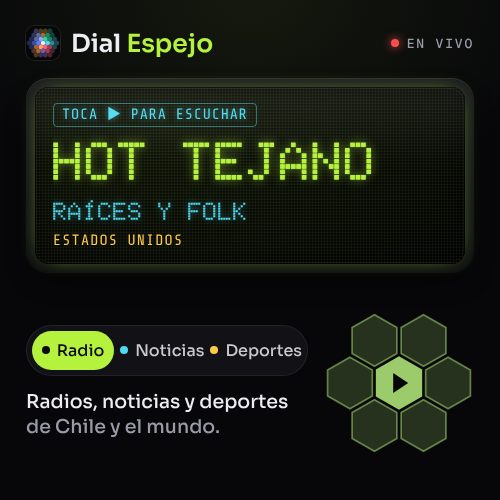 Dial Espejo
EN VIVO
TOCA ▶ PARA ESCUCHAR
HOT TEJANO
RAÍCES Y FOLK
ESTADOS UNIDOS
Radio Noticias Deportes
Radios, noticias y deportes
de Chile y el mundo.